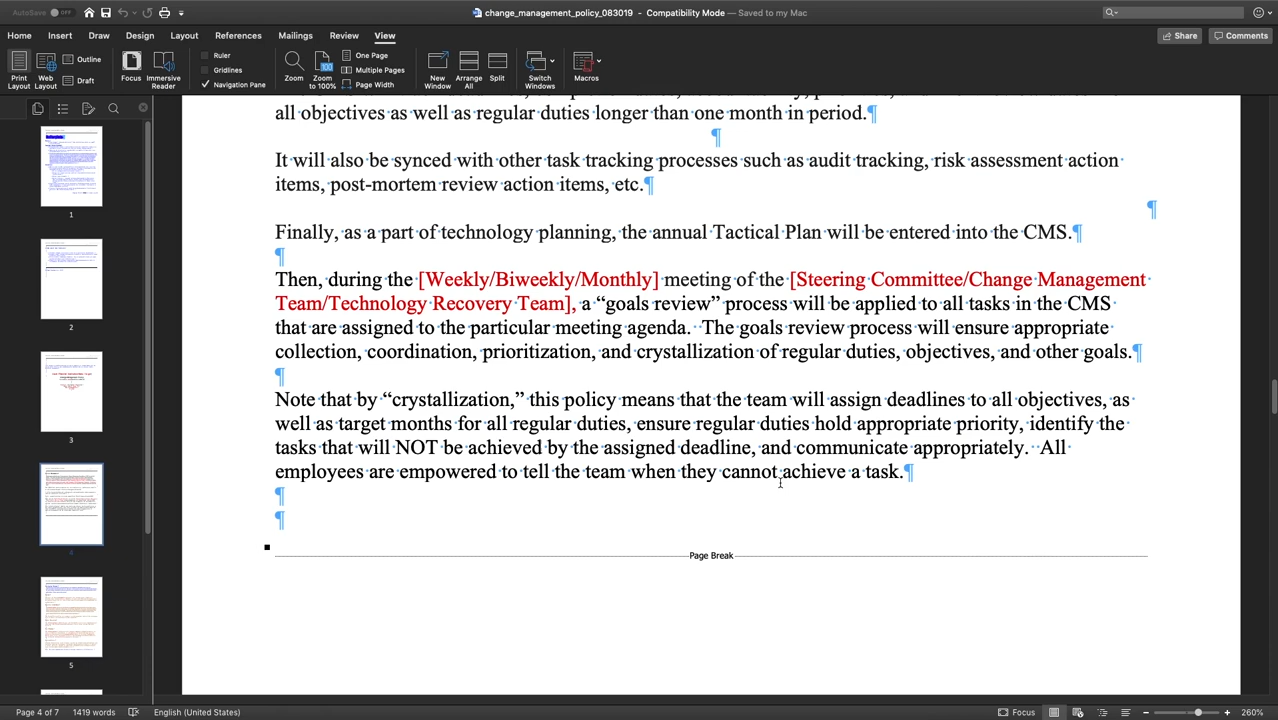 AutoSave OFF
change_management_policy_083019 - Compatibility Mode — Saved to my Mac
Home Insert Draw Design Layout References Mailings Review View
Share Comments
Print Layout
Web Layout
Outline
Draft
Focus
Immersive Reader
Ruler
Gridlines
Navigation Pane
Zoom
Zoom to 100%
100
One Page
Multiple Pages
Page Width
New Window
Arrange All
Split
Switch Windows
Macros
1
2
3
4
5
all objectives as well as regular duties longer than one month in period.¶
¶
It will also be synced with other task tracking processes such as audit tracking, risk assessment action
items, post-mortem review action items, etc.¶
¶
Finally, as a part of technology planning, the annual Tactical Plan will be entered into the CMS.¶
¶
Then, during the [Weekly/Biweekly/Monthly] meeting of the [Steering Committee/Change Management
Team/Technology Recovery Team], a “goals review” process will be applied to all tasks in the CMS
that are assigned to the particular meeting agenda.  The goals review process will ensure appropriate
collection, coordination, prioritization, and crystallization of regular duties, objectives, and other goals.¶
¶
Note that by “crystallization,” this policy means that the team will assign deadlines to all objectives, as
well as target months for all regular duties, ensure regular duties hold appropriate priority, identify the
tasks that will NOT be achieved by the assigned deadline, and communicate appropriately.  All
employees are empowered to tell the team when they cannot achieve a task.¶
¶
¶
Page Break
Page 4 of 7 1419 words English (United States) Focus 260%